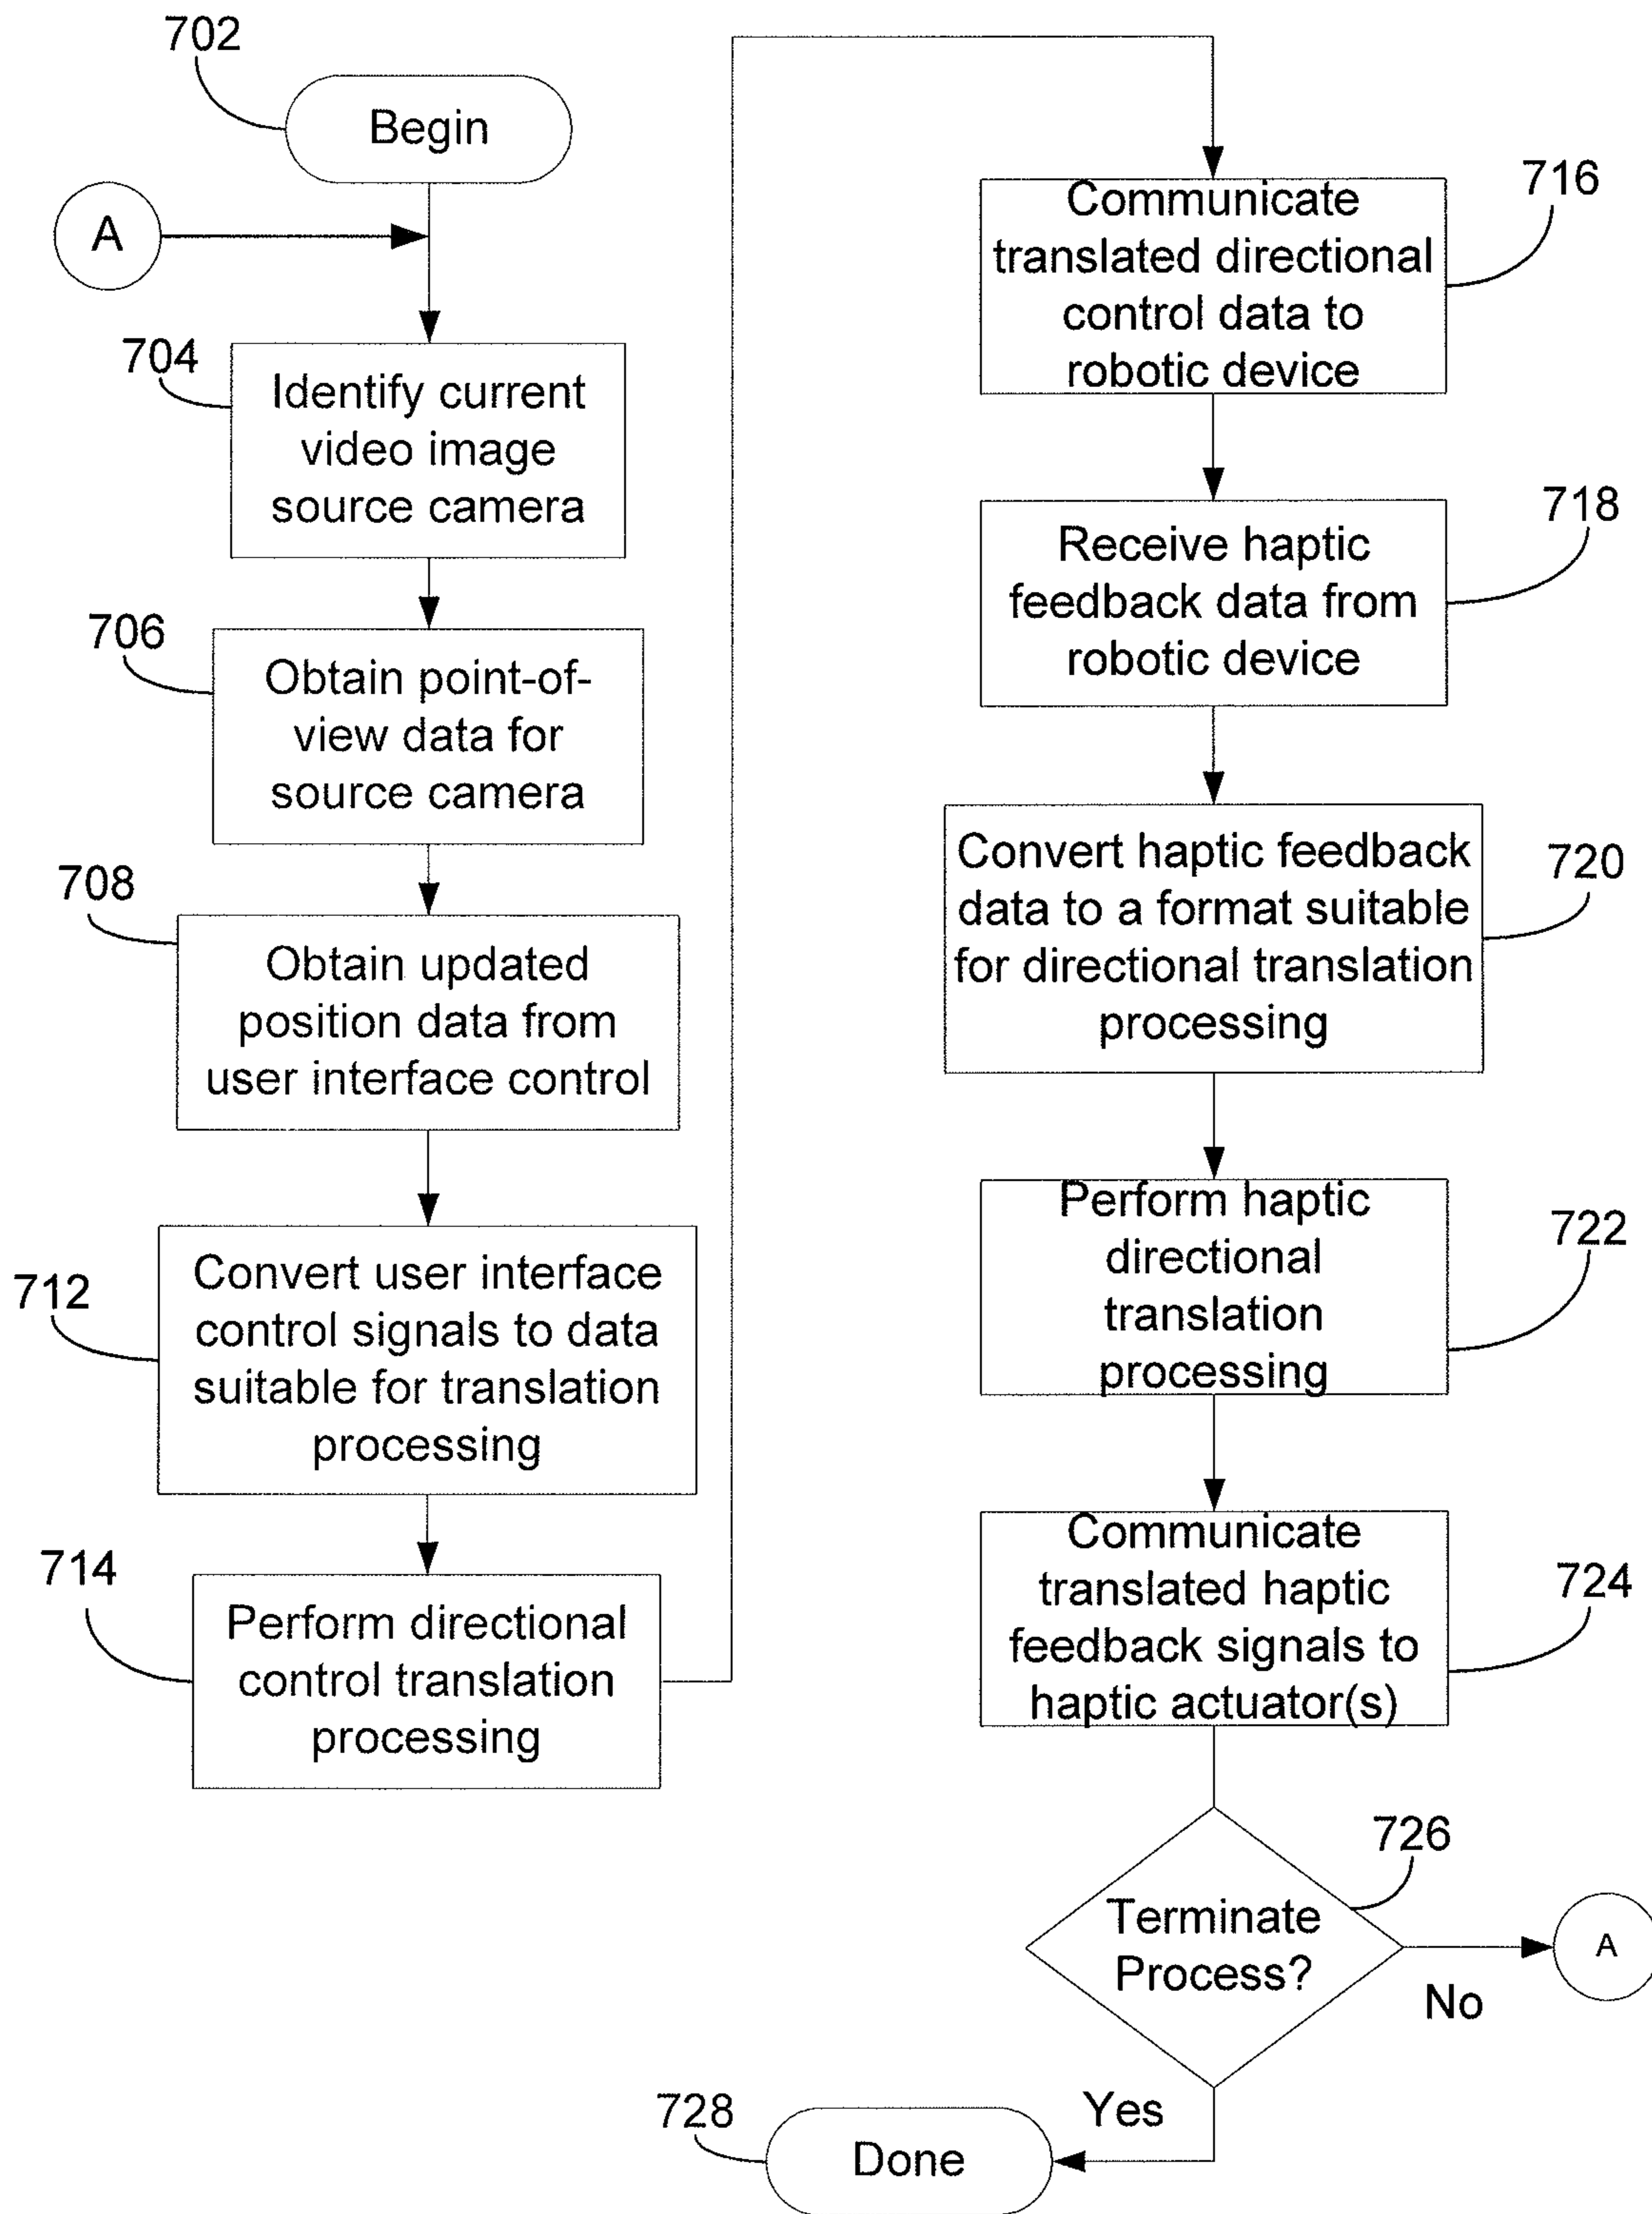 702
Begin
A
704
Identify current
video image
source camera
706
Obtain point-of-
view data for
source camera
708
Obtain updated
position data from
user interface control
712
Convert user interface
control signals to data
suitable for translation
processing
714
Perform directional
control translation
processing
716
Communicate
translated directional
control data to
robotic device
718
Receive haptic
feedback data from
robotic device
720
Convert haptic feedback
data to a format suitable
for directional translation
processing
722
Perform haptic
directional
translation
processing
724
Communicate
translated haptic
feedback signals to
haptic actuator(s)
726
Terminate
Process?
No
A
Yes
728
Done